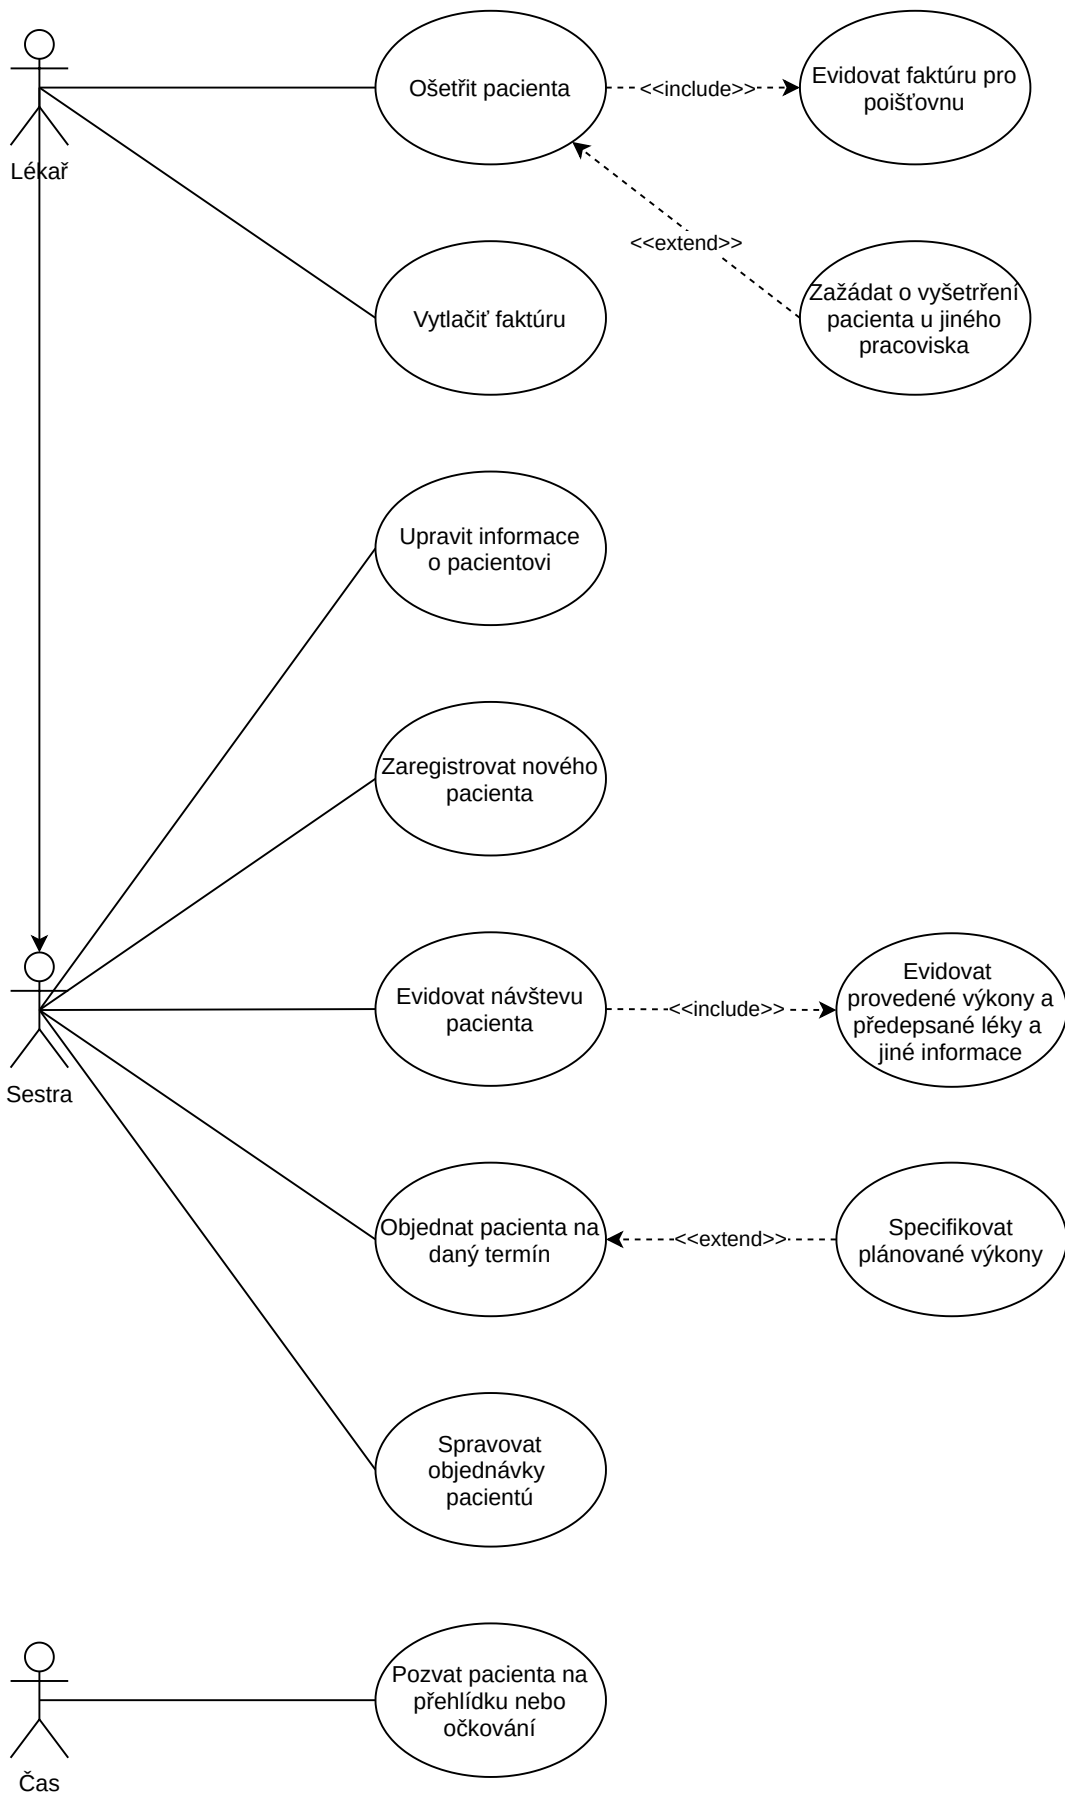 Ošetřit pacienta
<<include>>
Evidovat faktúru pro
poišťovnu
Lékař
<<extend>>
Vytlačiť faktúru
Zažádat o vyšetrření
pacienta u jiného
pracoviska
Upravit informace
o pacientovi
Zaregistrovat nového
pacienta
Evidovat návštevu
pacienta
<<include>>
Evidovat
provedené výkony a
předepsané léky a
jiné informace
Sestra
Objednat pacienta na
daný termín
<<extend>>
Specifikovat
plánované výkony
Spravovat
objednávky
pacientú
Pozvat pacienta na
přehlídku nebo
očkování
Čas